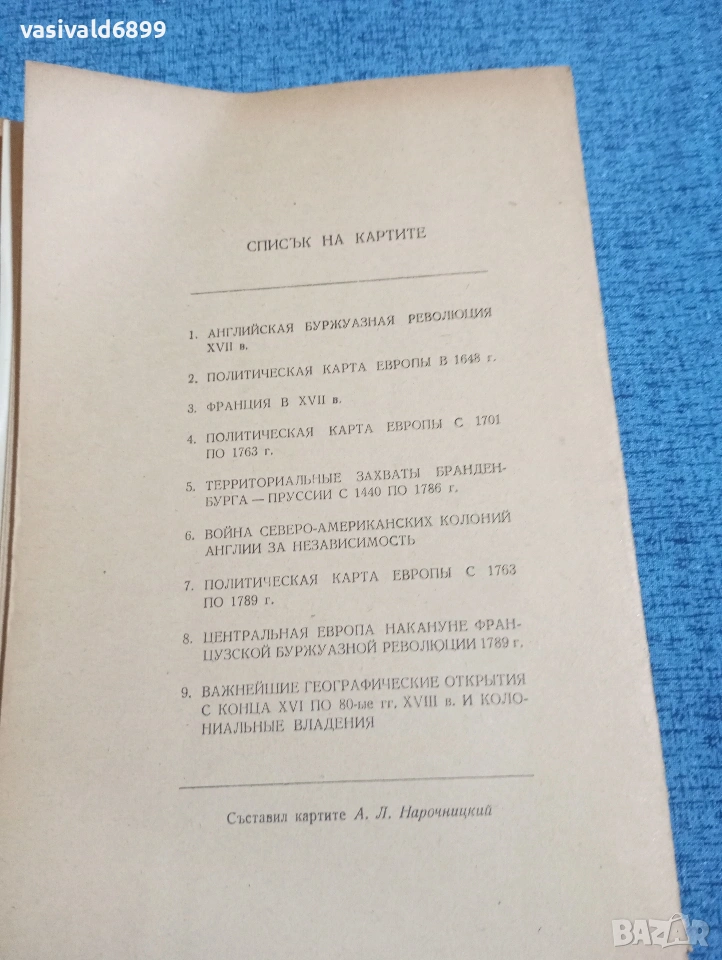 vasivald6899
СПИСЪК НА КАРТИТЕ
1. АНГЛИЙСКАЯ БУРЖУАЗНАЯ РЕВОЛЮЦИЯ
XVII в.
2. ПОЛИТИЧЕСКАЯ КАРТА ЕВРОПЫ В 1648 г.
3. ФРАНЦИЯ В XVII в.
4. ПОЛИТИЧЕСКАЯ КАРТА ЕВРОПЫ С 1701
ПО 1763 г.
5. ТЕРРИТОРИАЛЬНЫЕ ЗАХВАТЫ БРАНДЕН-
БУРГА — ПРУССИИ С 1440 ПО 1786 г.
6. ВОЙНА СЕВЕРО-АМЕРИКАНСКИХ КОЛОНИЙ
АНГЛИИ ЗА НЕЗАВИСИМОСТЬ
7. ПОЛИТИЧЕСКАЯ КАРТА ЕВРОПЫ С 1763
ПО 1789 г.
8. ЦЕНТРАЛЬНАЯ ЕВРОПА НАКАНУНЕ ФРАН-
ЦУЗСКОЙ БУРЖУАЗНОЙ РЕВОЛЮЦИИ 1789 г.
9. ВАЖНЕЙШИЕ ГЕОГРАФИЧЕСКИЕ ОТКРЫТИЯ
С КОНЦА XVI ПО 80-ые гг. XVIII в. И КОЛО-
НИАЛЬНЫЕ ВЛАДЕНИЯ
Съставил картите А. Л. Нарочницкий
BAZAR